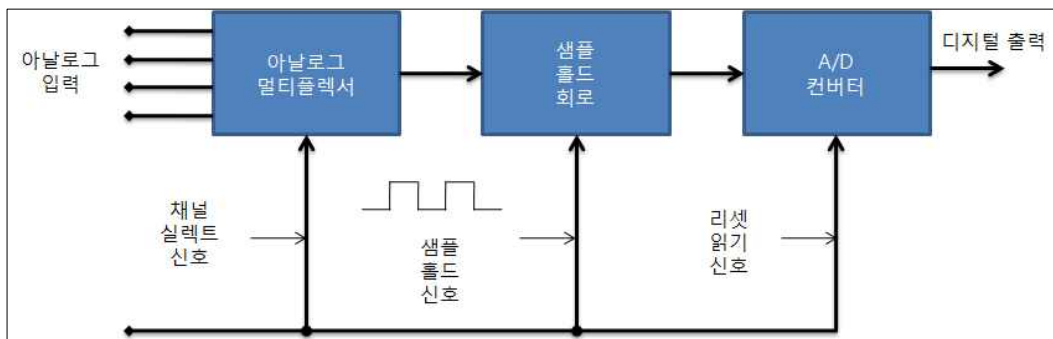 아날로그
입력
아날로그
멀티플렉서
샘플
홀드
회로
A/D
컨버터
디지털 출력
채널
실렉트
신호
샘플
홀드
신호
리셋
읽기
신호